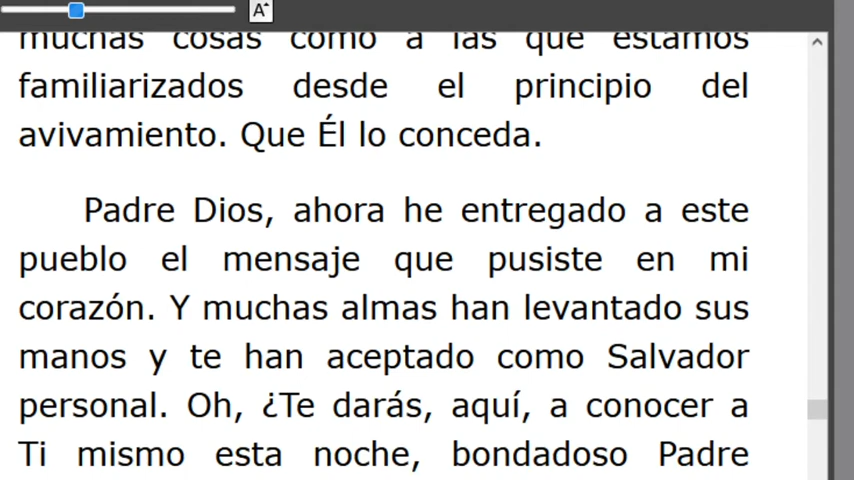 A
muchas cosas como a las que estamos
familiarizados desde el principio del
avivamiento. Que Él lo conceda.
Padre Dios, ahora he entregado a este
pueblo el mensaje que pusiste en mi
corazón. Y muchas almas han levantado sus
manos y te han aceptado como Salvador
personal. Oh, ¿Te darás, aquí, a conocer a
Ti mismo esta noche, bondadoso Padre